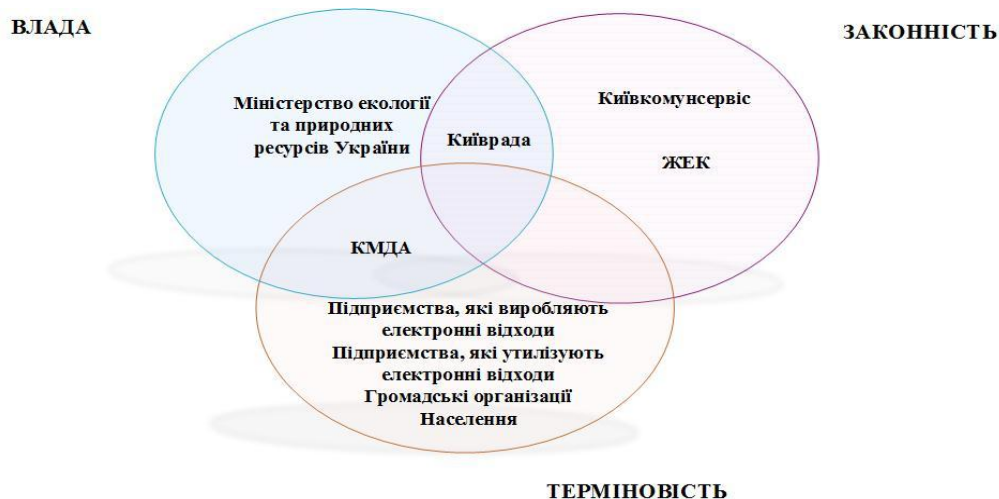 ВЛАДА
ЗАКОННІСТЬ
Міністерство екології
та природних
ресурсів України
Київрада
Київкомунсервіс
ЖЕК
КМДА
Підприємства, які виробляють
електронні відходи
Підприємства, які утилізують
електронні відходи
Громадські організації
Населення
ТЕРМІНОВІСТЬ